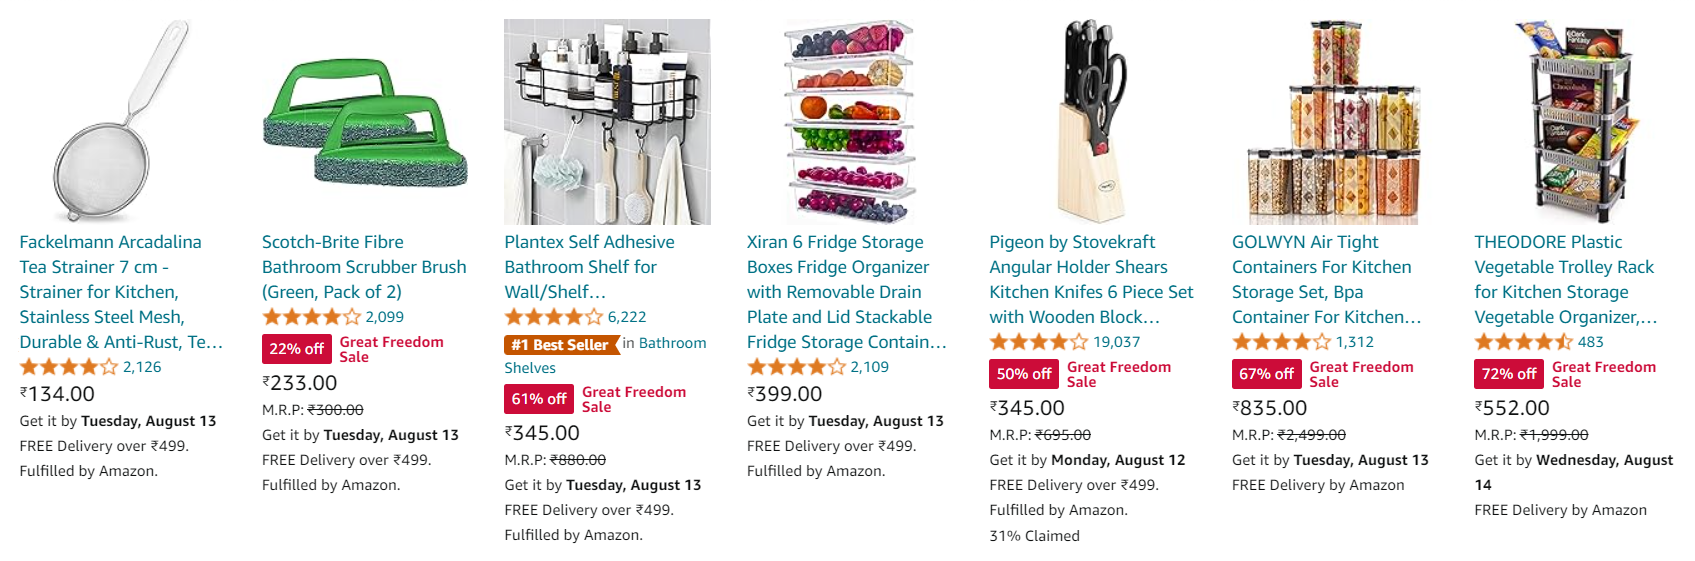 Fackelmann Arcadalina
Tea Strainer 7 cm -
Strainer for Kitchen,
Stainless Steel Mesh,
Durable & Anti-Rust, Te...
2,126
₹134.00
Get it by Tuesday, August 13
FREE Delivery over ₹499.
Fulfilled by Amazon.
Scotch-Brite Fibre
Bathroom Scrubber Brush
(Green, Pack of 2)
2,099
22% off
Great Freedom
Sale
₹233.00
M.R.P: ₹300.00
Get it by Tuesday, August 13
FREE Delivery over ₹499.
Fulfilled by Amazon.
Plantex Self Adhesive
Bathroom Shelf for
Wall/Shelf...
6,222
#1 Best Seller in Bathroom
Shelves
61% off
Great Freedom
Sale
₹345.00
M.R.P: ₹880.00
Get it by Tuesday, August 13
FREE Delivery over ₹499.
Fulfilled by Amazon.
Xiran 6 Fridge Storage
Boxes Fridge Organizer
with Removable Drain
Plate and Lid Stackable
Fridge Storage Contain...
2,109
₹399.00
Get it by Tuesday, August 13
FREE Delivery over ₹499.
Fulfilled by Amazon.
Pigeon by Stovekraft
Angular Holder Shears
Kitchen Knifes 6 Piece Set
with Wooden Block...
19,037
50% off
Great Freedom
Sale
₹345.00
M.R.P: ₹695.00
Get it by Monday, August 12
FREE Delivery over ₹499.
Fulfilled by Amazon.
31% Claimed
GOLWYN Air Tight
Containers For Kitchen
Storage Set, Bpa
Container For Kitchen...
1,312
67% off
Great Freedom
Sale
₹835.00
M.R.P: ₹2,499.00
Get it by Tuesday, August 13
FREE Delivery by Amazon
Dark
Fantasy
Dark
Fantasy
THEODORE Plastic
Vegetable Trolley Rack
for Kitchen Storage
Vegetable Organizer,...
483
72% off
Great Freedom
Sale
₹552.00
M.R.P: ₹1,999.00
Get it by Wednesday, August
14
FREE Delivery by Amazon